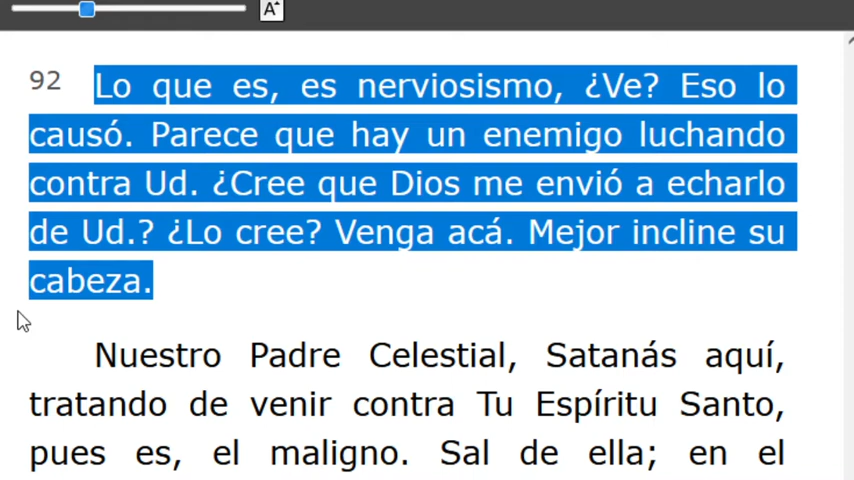 A
92 Lo que es, es nerviosismo, ¿Ve? Eso lo
causó. Parece que hay un enemigo luchando
contra Ud. ¿Cree que Dios me envió a echarlo
de Ud.? ¿Lo cree? Venga acá. Mejor incline su
cabeza.
Nuestro Padre Celestial, Satanás aquí,
tratando de venir contra Tu Espíritu Santo,
pues es, el maligno. Sal de ella; en el